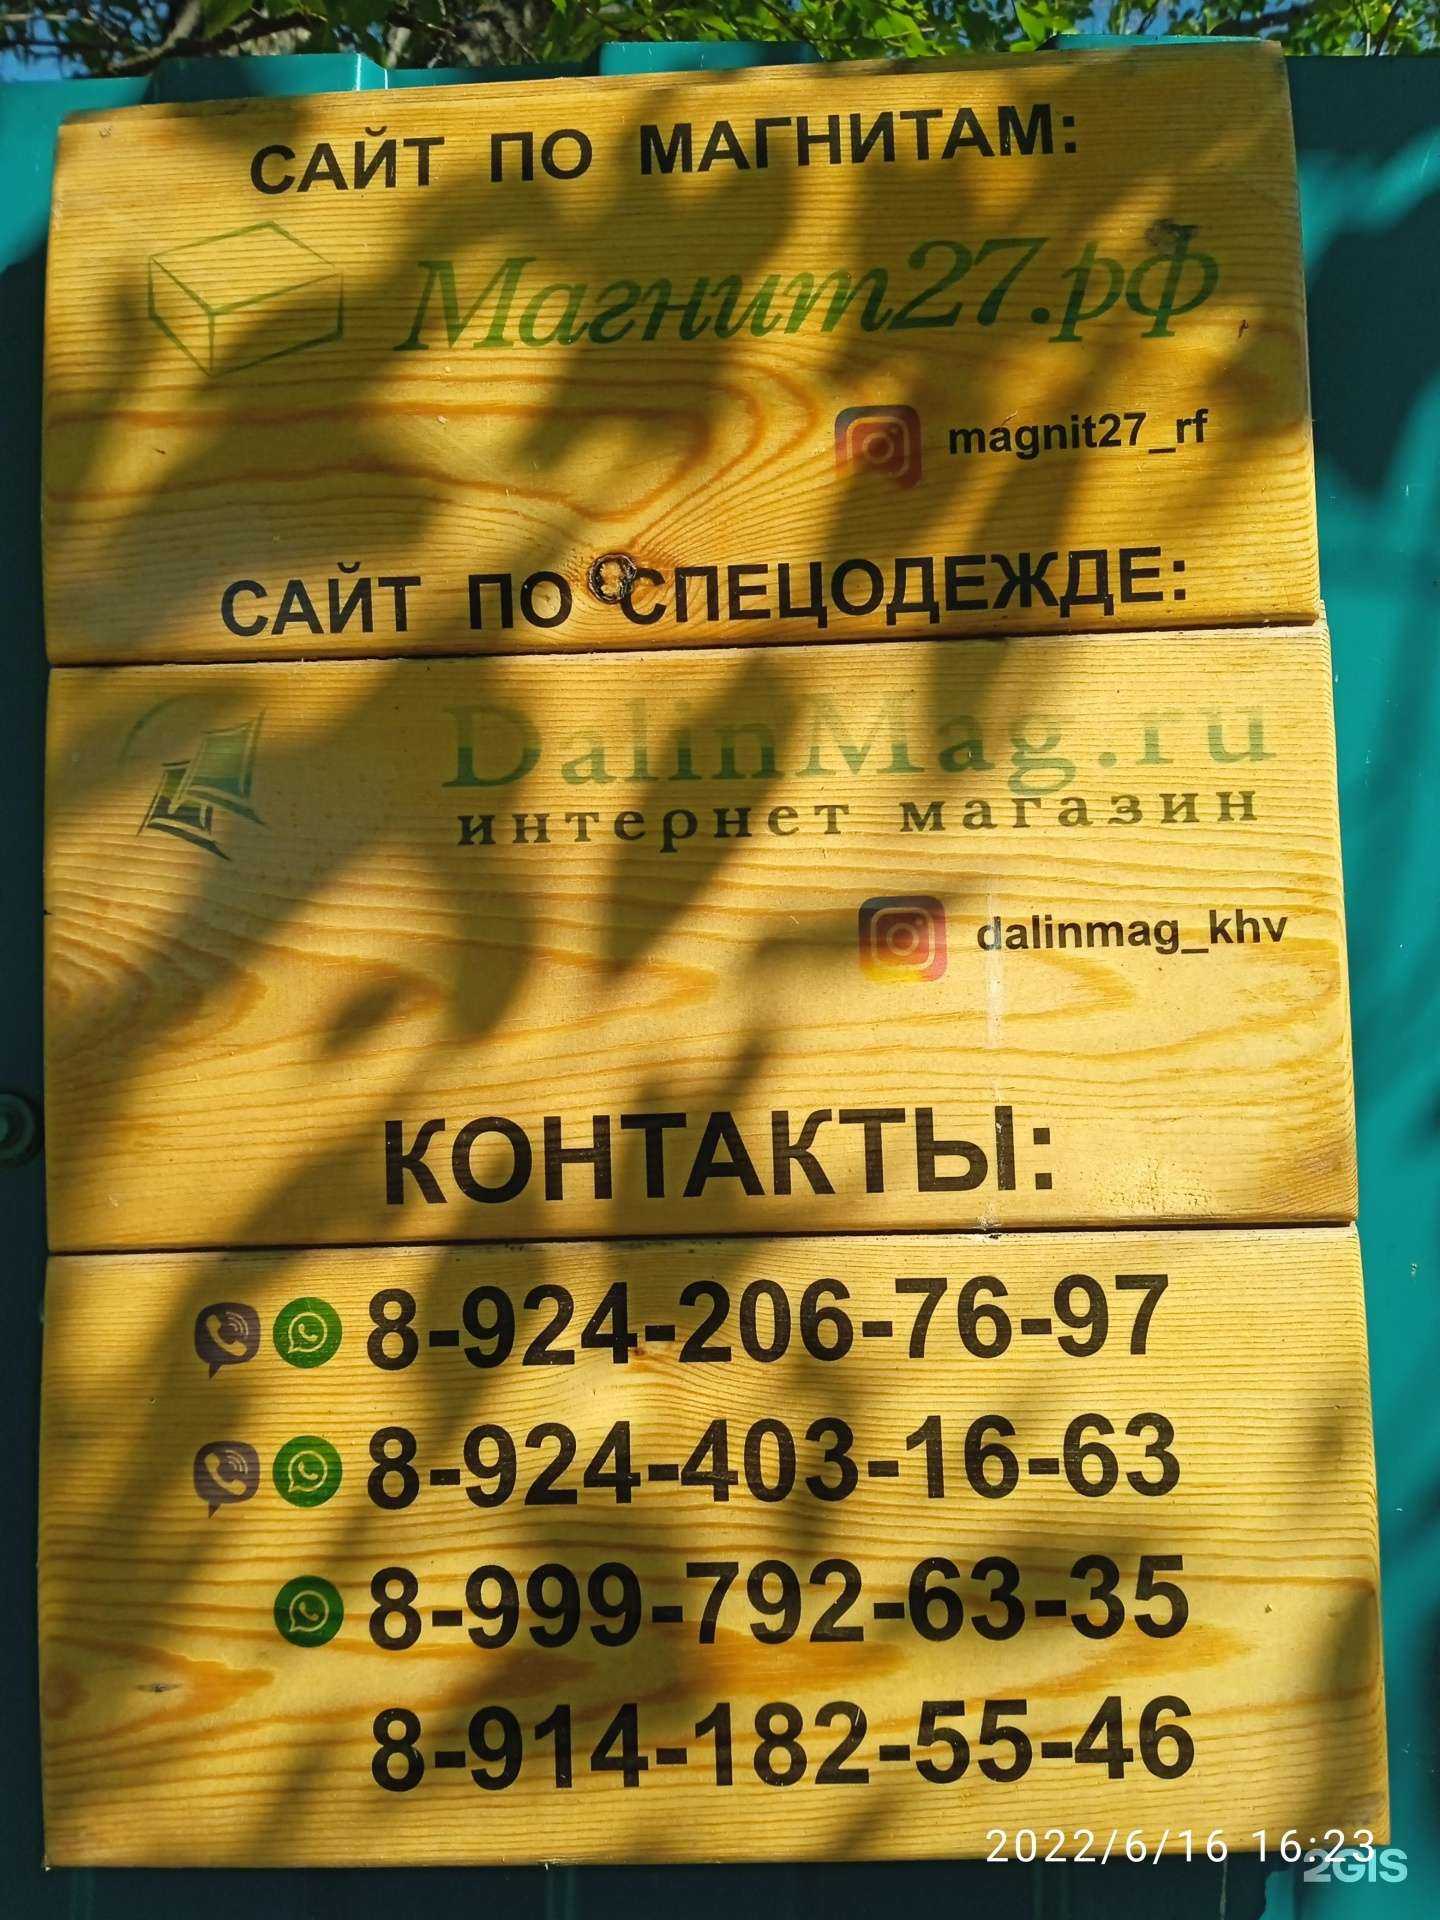 САЙТ ПО МАГНИТАМ:
Магнит27.рф
magnit27_rf
САЙТ ПО СПЕЦОДЕЖДЕ:
DalinMag.ru
интернет магазин
dalinmag_khv
КОНТАКТЫ:
8-924-206-76-97
8-924-403-16-63
8-999-792-63-35
8-914-182-55-46
2022/6/16 16:23
2GIS